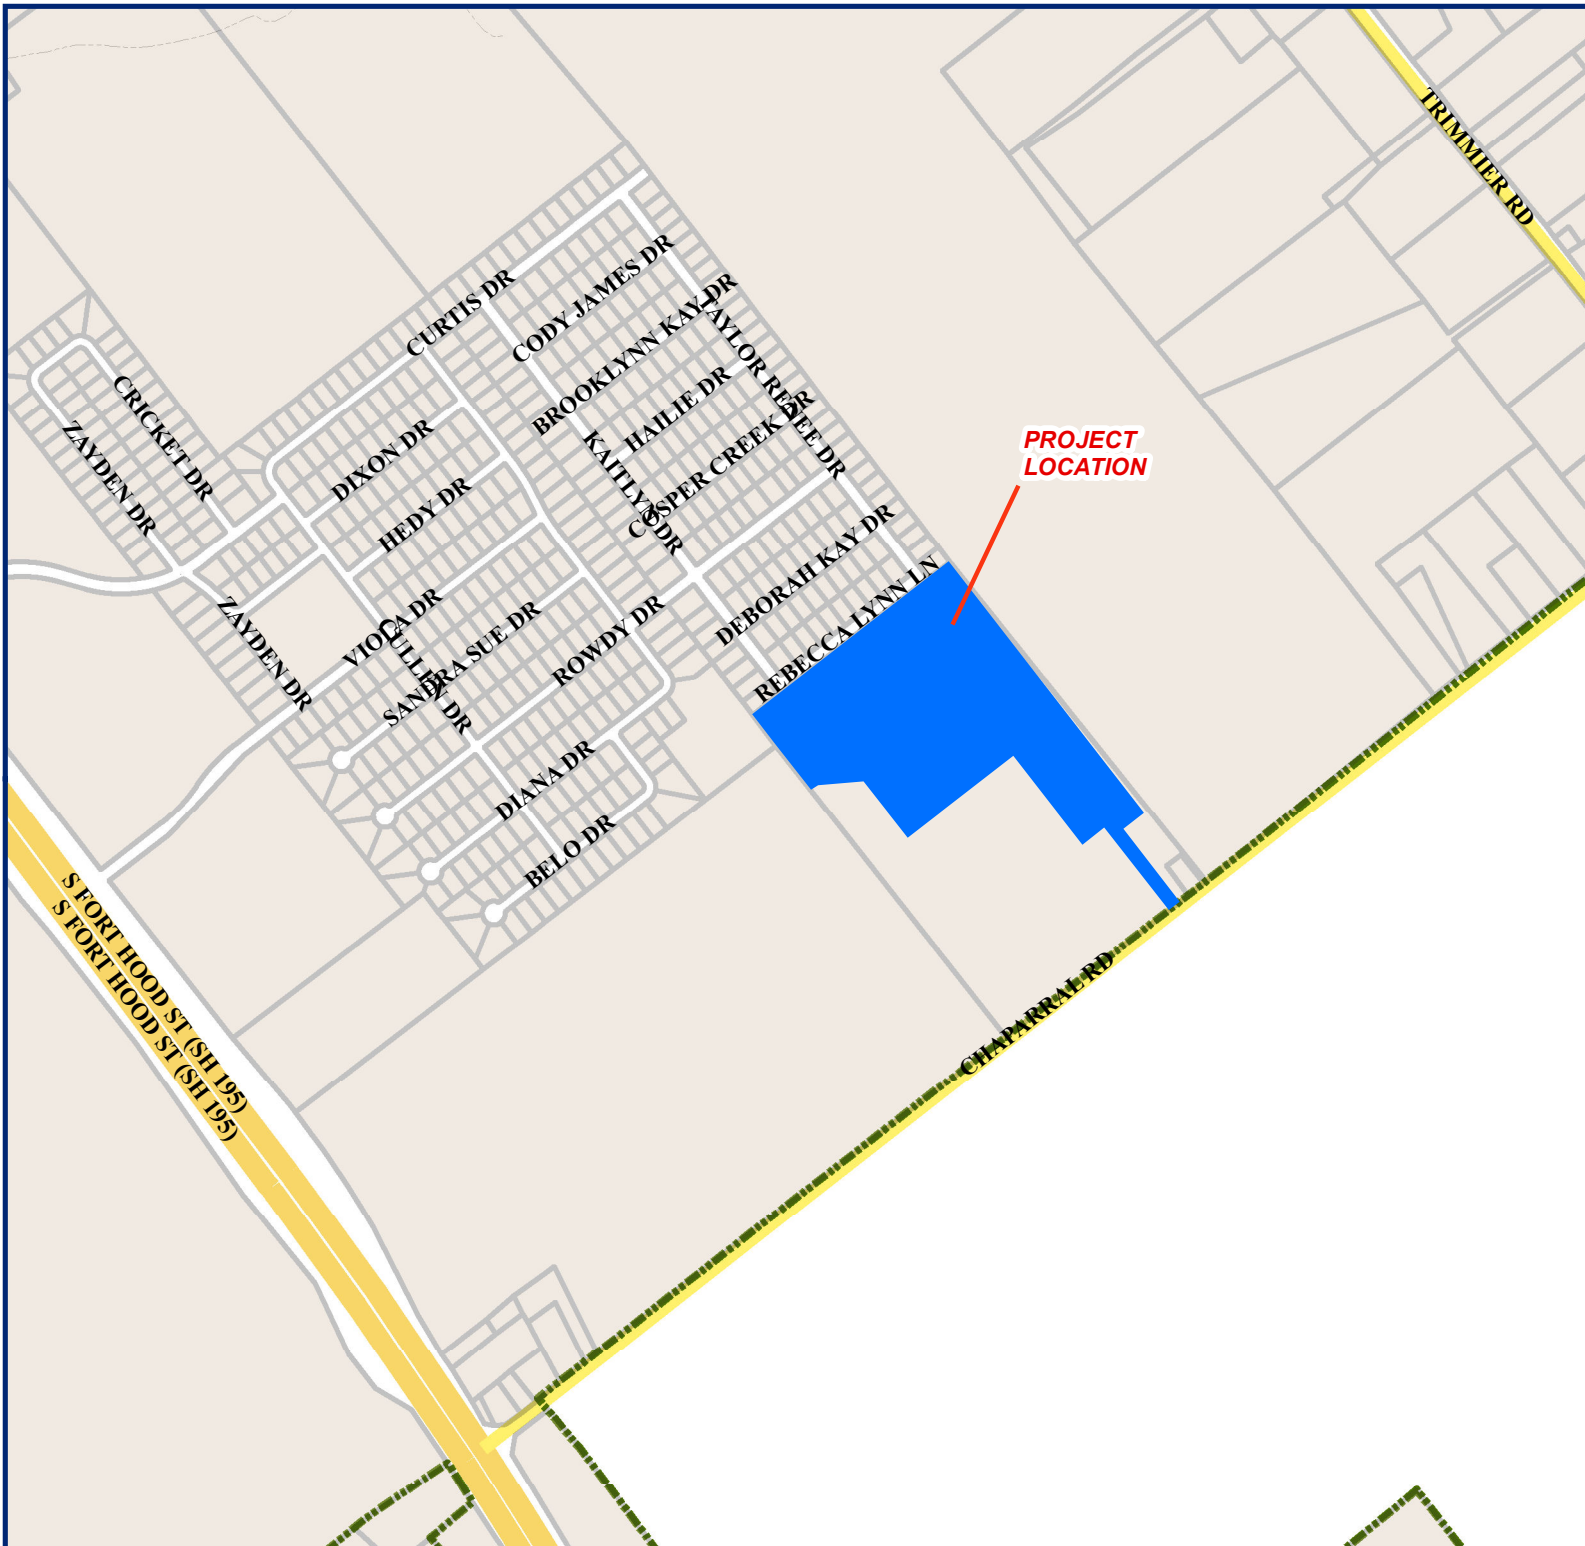 TRIMMIER RD
CURTIS DR
CODY JAMES DR
BROOKLYNN KAY DR
TAYLOR RENEE DR
CRICKET DR
ZAYDEN DR
DIXON DR
HAILIE DR
HEDY DR
KAITLYN DR
COSPER CREEK DR
PROJECT
LOCATION
DEBORAH KAY DR
REBECCA LYNN LN
ZAYDEN DR
VIOLA DR
CULLEN DR
SANDRA SUE DR
ROWDY DR
DIANA DR
BELO DR
S FORT HOOD ST (SH 195)
S FORT HOOD ST (SH 195)
CHAPARRAL RD